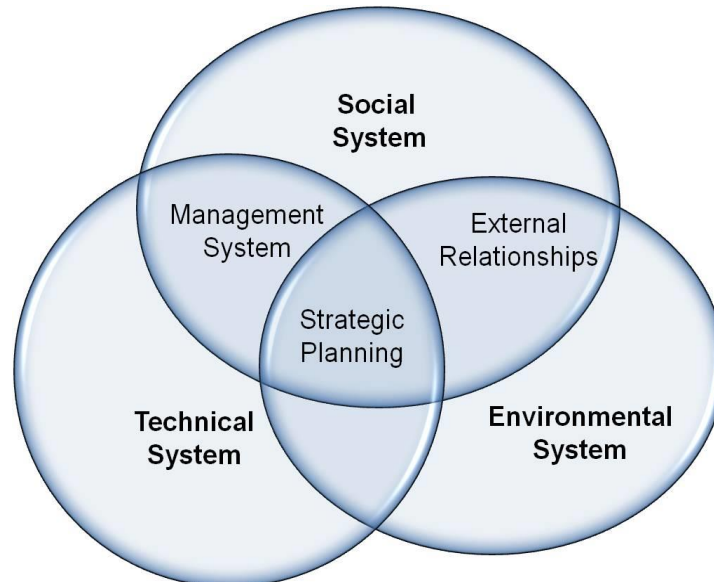 Social
System
Management
System
External
Relationships
Strategic
Planning
Technical
System
Environmental
System